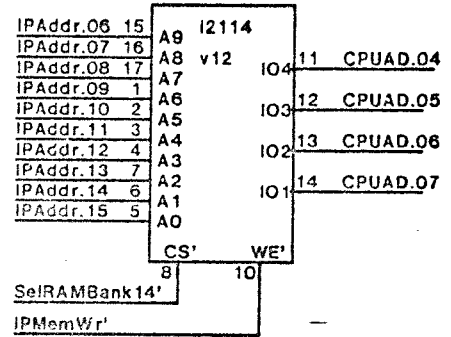 I2114
v12
IPAddr.06 15 A9
IPAddr.07 16 A8
IPAddr.08 17 A7
IPAddr.09 1 A6
IPAddr.10 2 A5
IPAddr.11 3 A4
IPAddr.12 4 A3
IPAddr.13 7 A2
IPAddr.14 6 A1
IPAddr.15 5 A0
IO4 11 CPUAD.04
IO3 12 CPUAD.05
IO2 13 CPUAD.06
IO1 14 CPUAD.07
CS' WE'
8 10
SelRAMBank14'
IPMemWr'